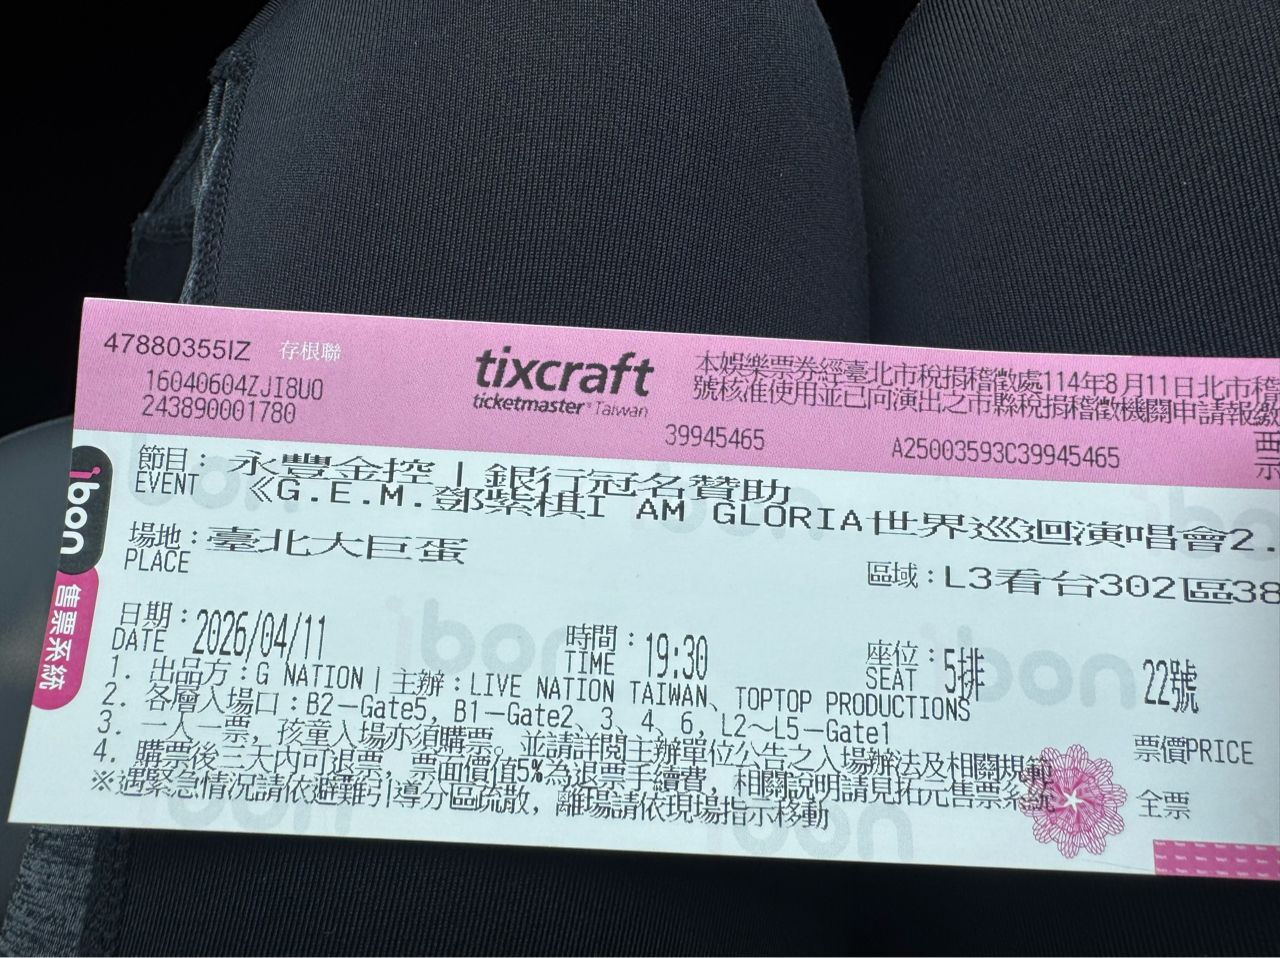 47880355IZ 存根聯
16040604ZJI8U0
243890001780
tixcraft
ticketmaster® Taiwan
本娛樂票券經臺北市稅捐稽徵處114年8月11日北市稽
號核准使用並已向演出之市縣稅捐稽徵機關申請報繳
39945465
A25003593C39945465
ibon
售票系統
節目：永豐金控 | 銀行冠名贊助
EVENT 《G.E.M.鄧紫棋I AM GLORIA世界巡迴演唱會2.
場地：臺北大巨蛋
PLACE
區域：L3看台302區38
日期：2026/04/11
DATE
時間：19:30
TIME
座位：5排 22號
SEAT
1. 出品方：G NATION | 主辦：LIVE NATION TAIWAN、TOPTOP PRODUCTIONS
2. 各層入場口：B2－Gate5, B1－Gate2、3、4、6, L2～L5－Gate1
3. 一人一票, 孩童入場亦須購票。並請詳閱主辦單位公告之入場辦法及相關規範
4. 購票後三天內可退票, 票面價值5%為退票手續費, 相關說明請見拓元售票系統
※遇緊急情況請依避難引導分區疏散, 離場請依現場指示移動
票價PRICE
全票